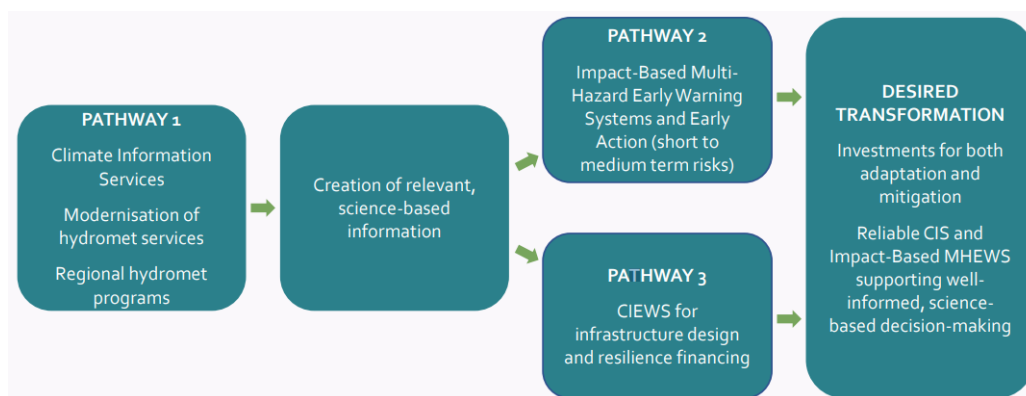 PATHWAY 1
Climate Information
Services
Modernisation of
hydromet services
Regional hydromet
programs
Creation of relevant,
science-based
information
PATHWAY 2
Impact-Based Multi-
Hazard Early Warning
Systems and Early
Action (short to
medium term risks)
PATHWAY 3
CIEWS for
infrastructure design
and resilience financing
DESIRED
TRANSFORMATION
Investments for both
adaptation and
mitigation
Reliable CIS and
Impact-Based MHEWS
supporting well-
informed, science-
based decision-making